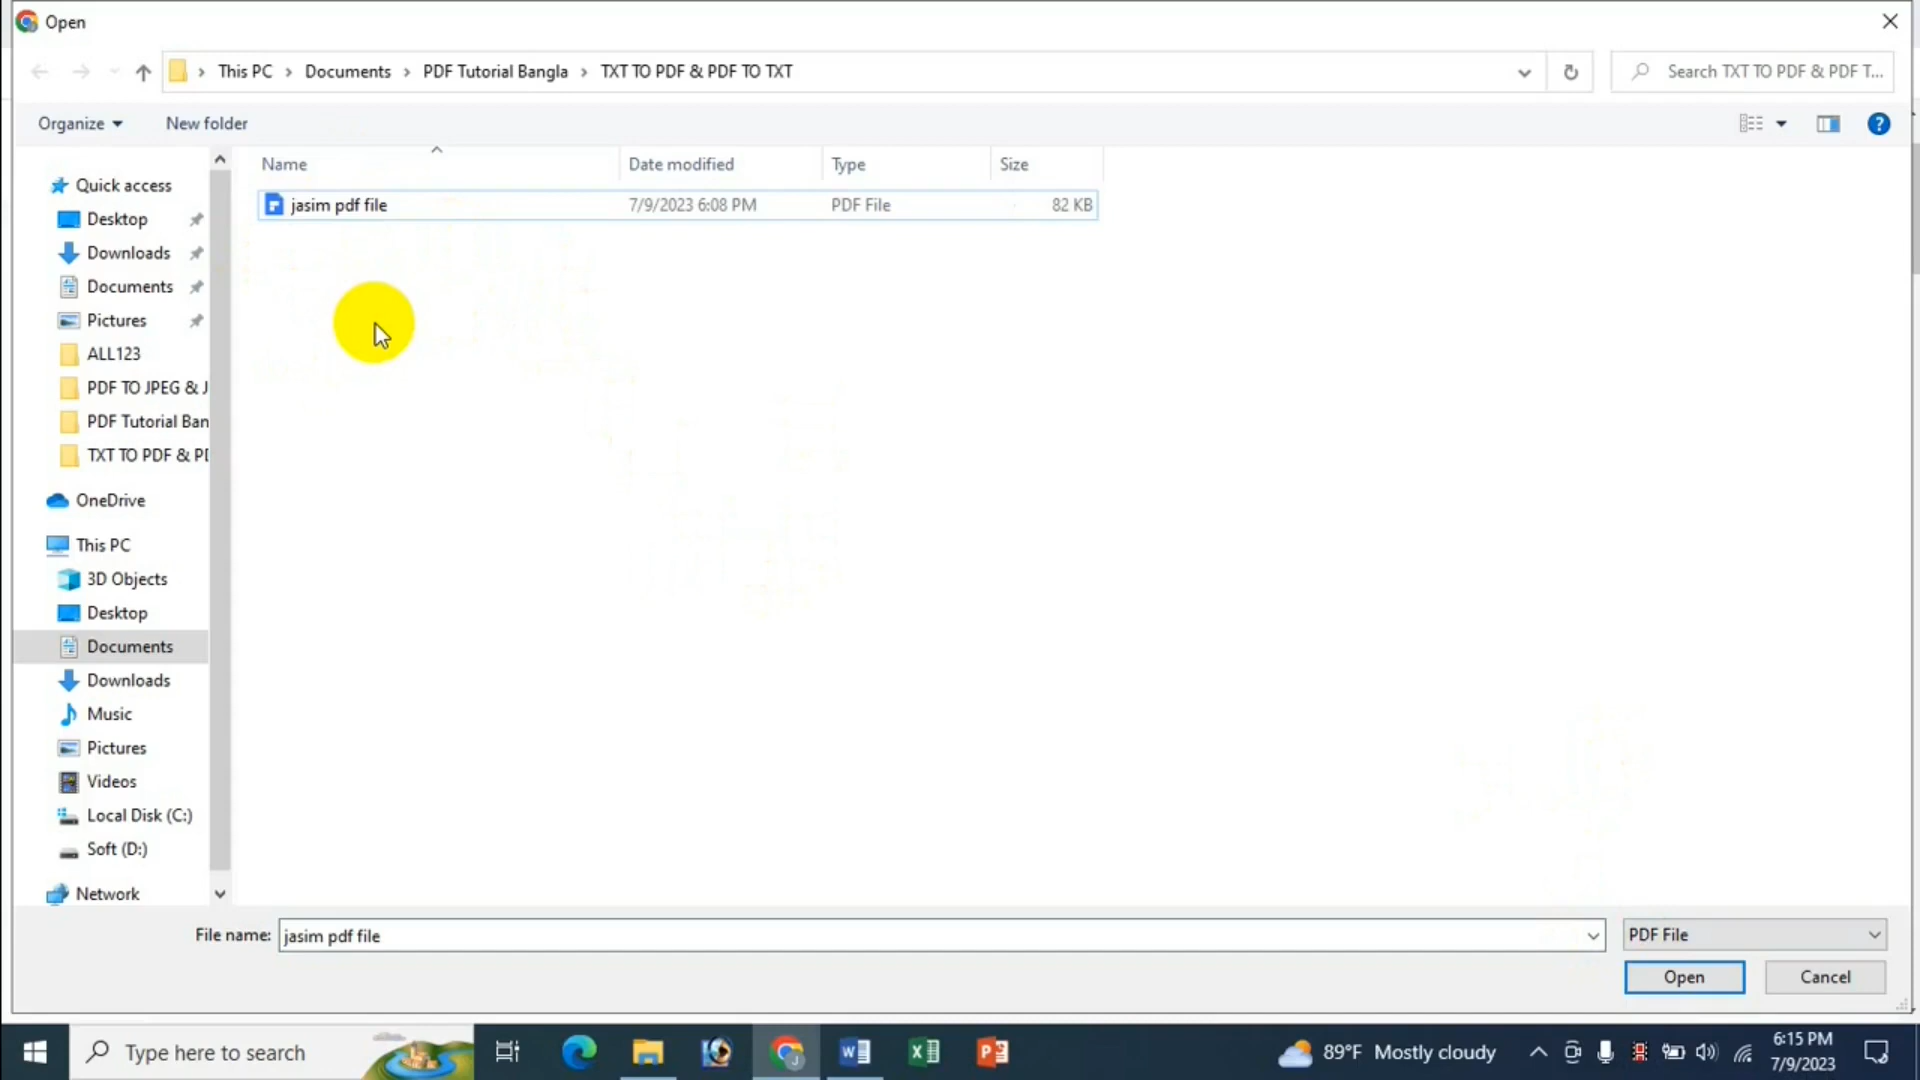 Open
This PC > Documents > PDF Tutorial Bangla > TXT TO PDF & PDF TO TXT
Search TXT TO PDF & PDF T...
Organize
New folder
Name
Date modified
Type
Size
jasim pdf file
7/9/2023 6:08 PM
PDF File
82 KB
Quick access
Desktop
Downloads
Documents
Pictures
ALL123
PDF TO JPEG & J
PDF Tutorial Ban
TXT TO PDF & PD
OneDrive
This PC
3D Objects
Desktop
Documents
Downloads
Music
Pictures
Videos
Local Disk (C:)
Soft (D:)
Network
File name: jasim pdf file
PDF File
Open
Cancel
Type here to search
89°F Mostly cloudy
6:15 PM
7/9/2023